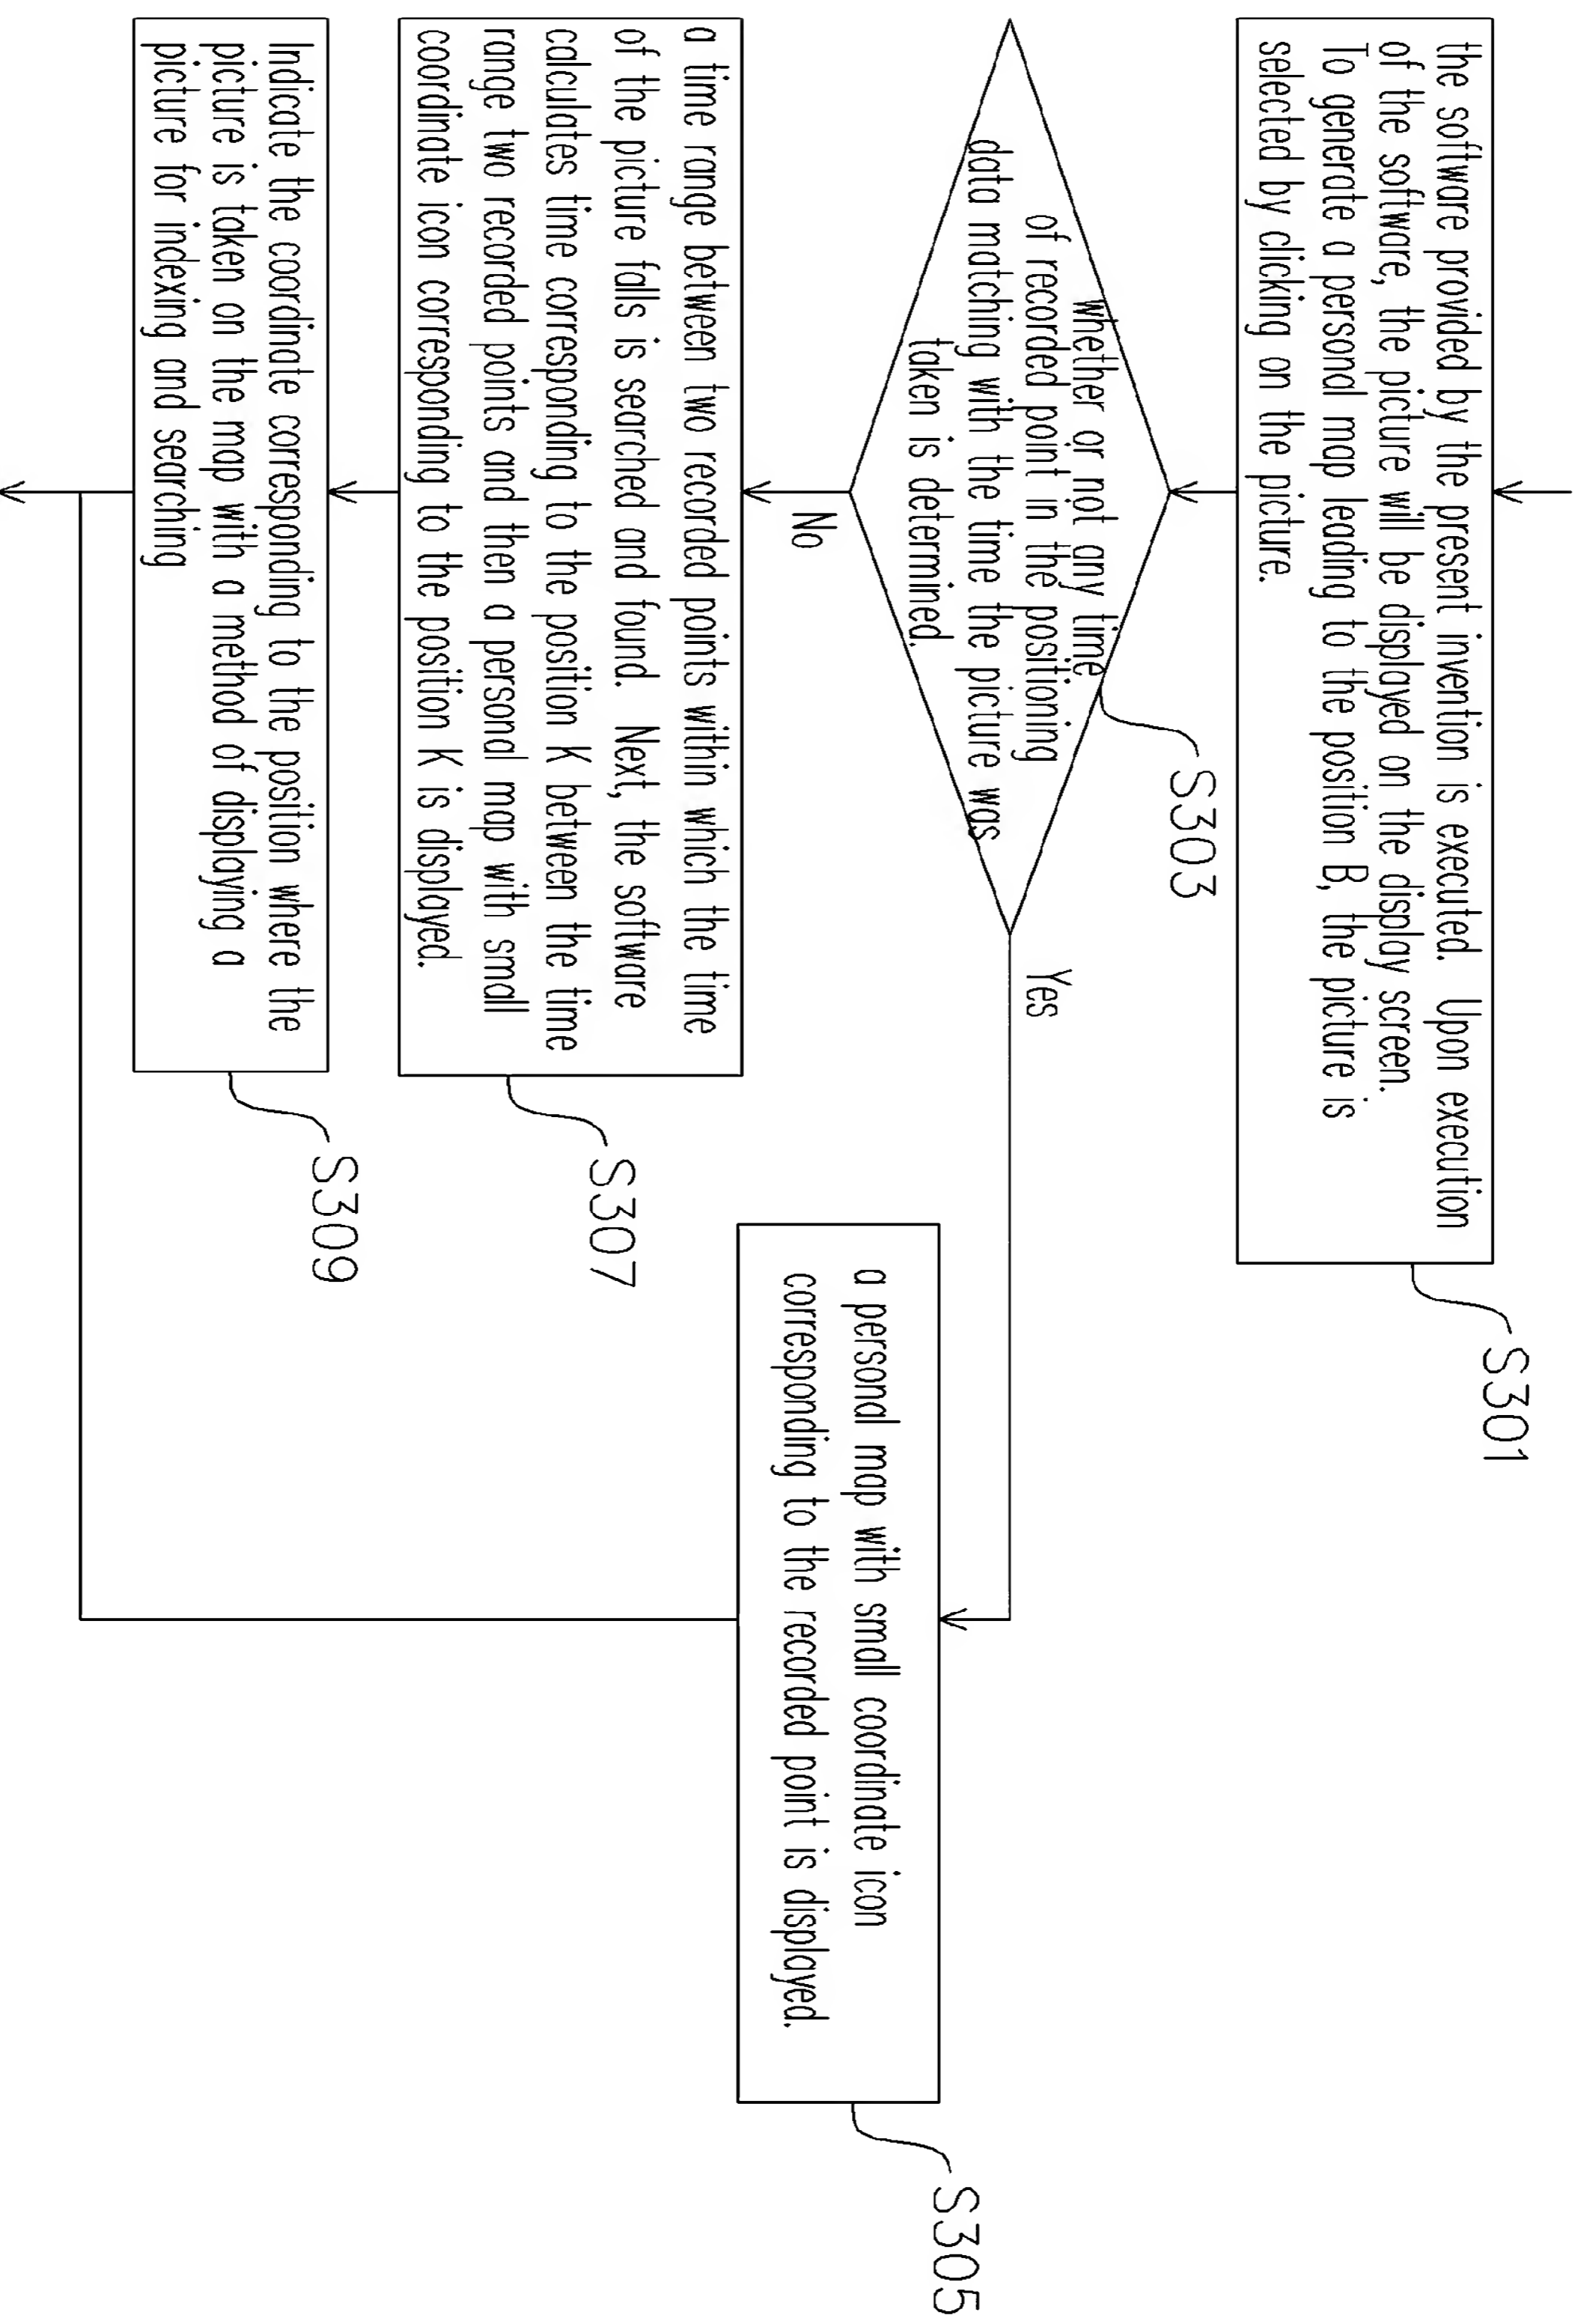 the software provided by the present invention is executed. Upon execution
of the software, the picture will be displayed on the display screen.
To generate a personal map leading to the position B, the picture is
selected by clicking on the picture.
S301
whether or not any time
of recorded point in the positioning
data matching with the time the picture was
taken is determined.
S303
Yes
No
a personal map with small coordinate icon
corresponding to the recorded point is displayed.
S305
a time range between two recorded points within which the time
of the picture falls is searched and found. Next, the software
calculates time corresponding to the position K between the time
range two recorded points and then a personal map with small
coordinate icon corresponding to the position K is displayed.
S307
Indicate the coordinate corresponding to the position where the
picture is taken on the map with a method of displaying a
picture for indexing and searching
S309